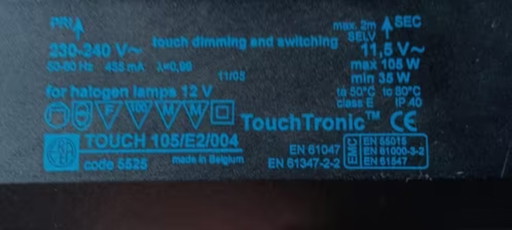 PRI
230-240 V~
50-60 Hz 435 mA λ=0,99
touch dimming and switching
11/05
max. 2m SEC
SELV
11,5 V~
max 105 W
min 35 W
ta 50°C tc 80°C
class E IP 40
for halogen lamps 12 V
F 100 M M
TouchTronic™ CE
TOUCH 105/E2/004
code 5525 made in Belgium
EN 61047
EN 61347-2-2
EMC
EN 55015
EN 61000-3-2
EN 61547